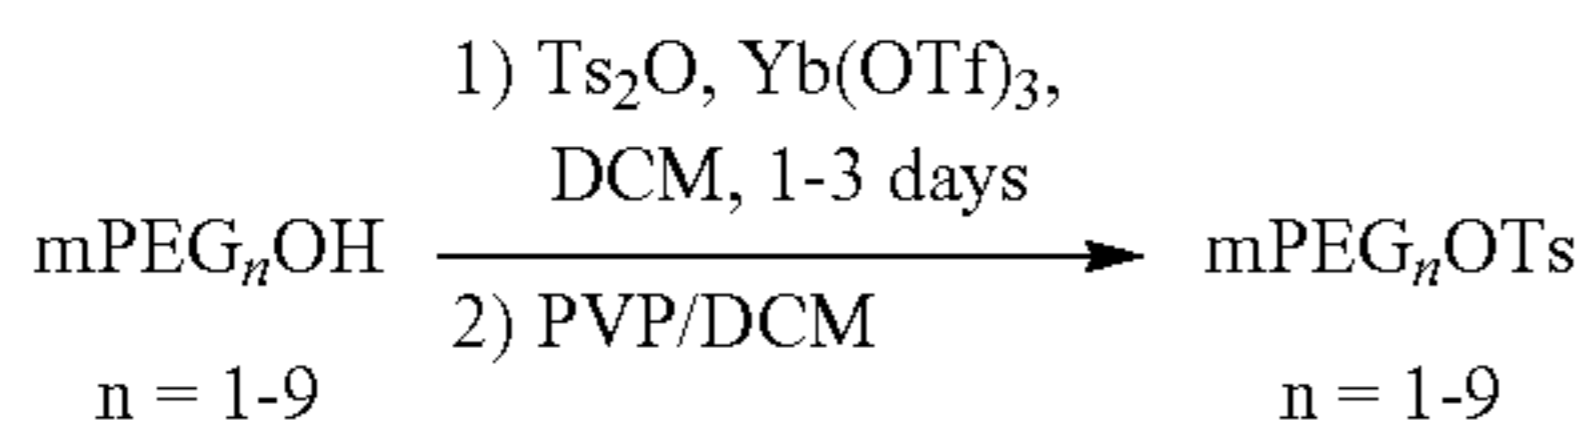 1) Ts₂O, Yb(OTf)₃,
DCM, 1-3 days
mPEGₙOH
mPEGₙOTs
2) PVP/DCM
n = 1-9
n = 1-9